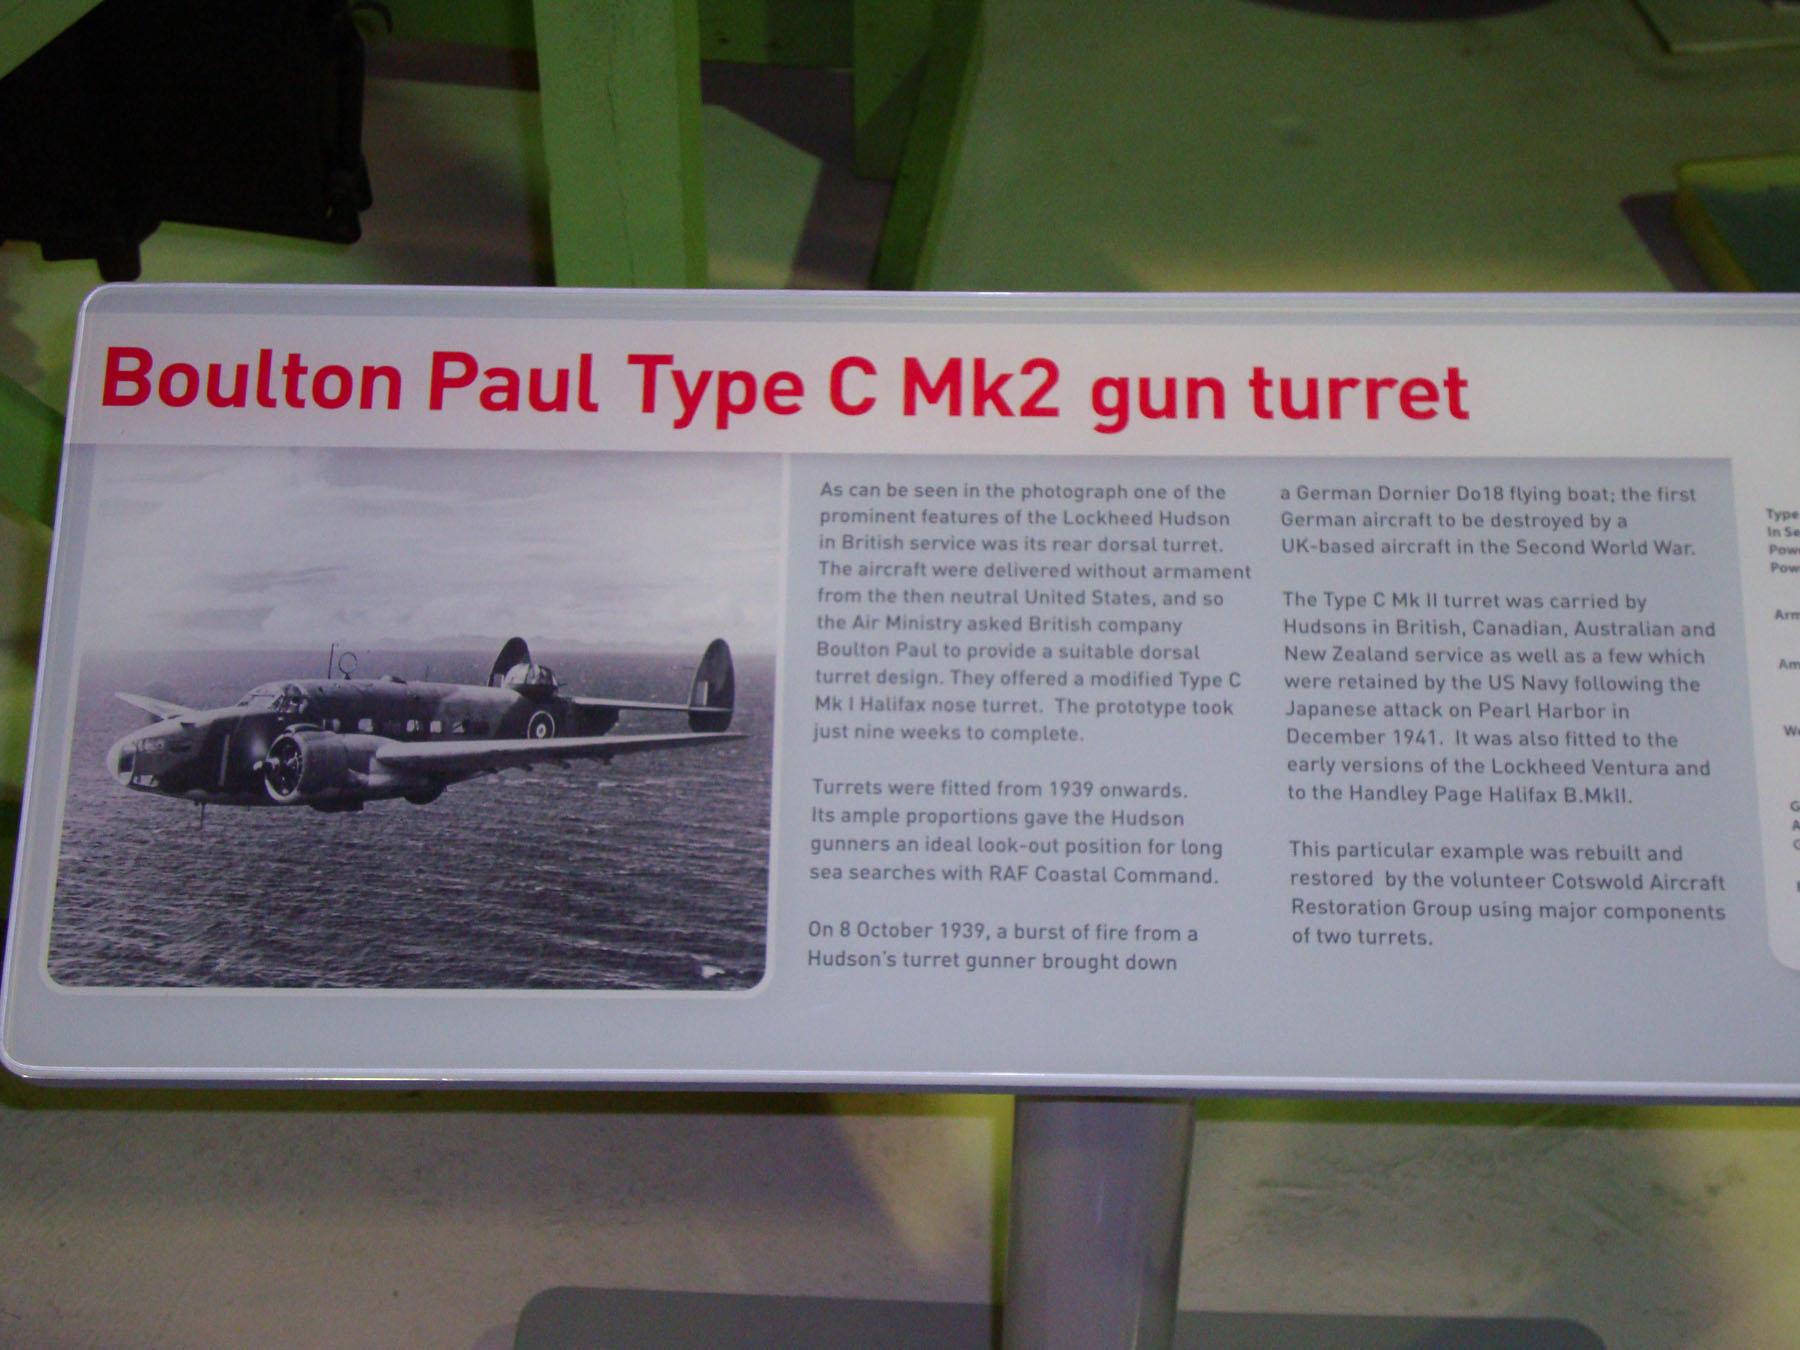 Boulton Paul Type C Mk2 gun turret
As can be seen in the photograph one of the
prominent features of the Lockheed Hudson
in British service was its rear dorsal turret.
The aircraft were delivered without armament
from the then neutral United States, and so
the Air Ministry asked British company
Boulton Paul to provide a suitable dorsal
turret design. They offered a modified Type C
Mk I Halifax nose turret. The prototype took
just nine weeks to complete.
Turrets were fitted from 1939 onwards.
Its ample proportions gave the Hudson
gunners an ideal look-out position for long
sea searches with RAF Coastal Command.
On 8 October 1939, a burst of fire from a
Hudson's turret gunner brought down
a German Dornier Do18 flying boat; the first
German aircraft to be destroyed by a
UK-based aircraft in the Second World War.
The Type C Mk II turret was carried by
Hudsons in British, Canadian, Australian and
New Zealand service as well as a few which
were retained by the US Navy following the
Japanese attack on Pearl Harbor in
December 1941. It was also fitted to the
early versions of the Lockheed Ventura and
to the Handley Page Halifax B.MkII.
This particular example was rebuilt and
restored by the volunteer Cotswold Aircraft
Restoration Group using major components
of two turrets.
Type
In Se
Powe
Powe
Arm
Am
We
G
A